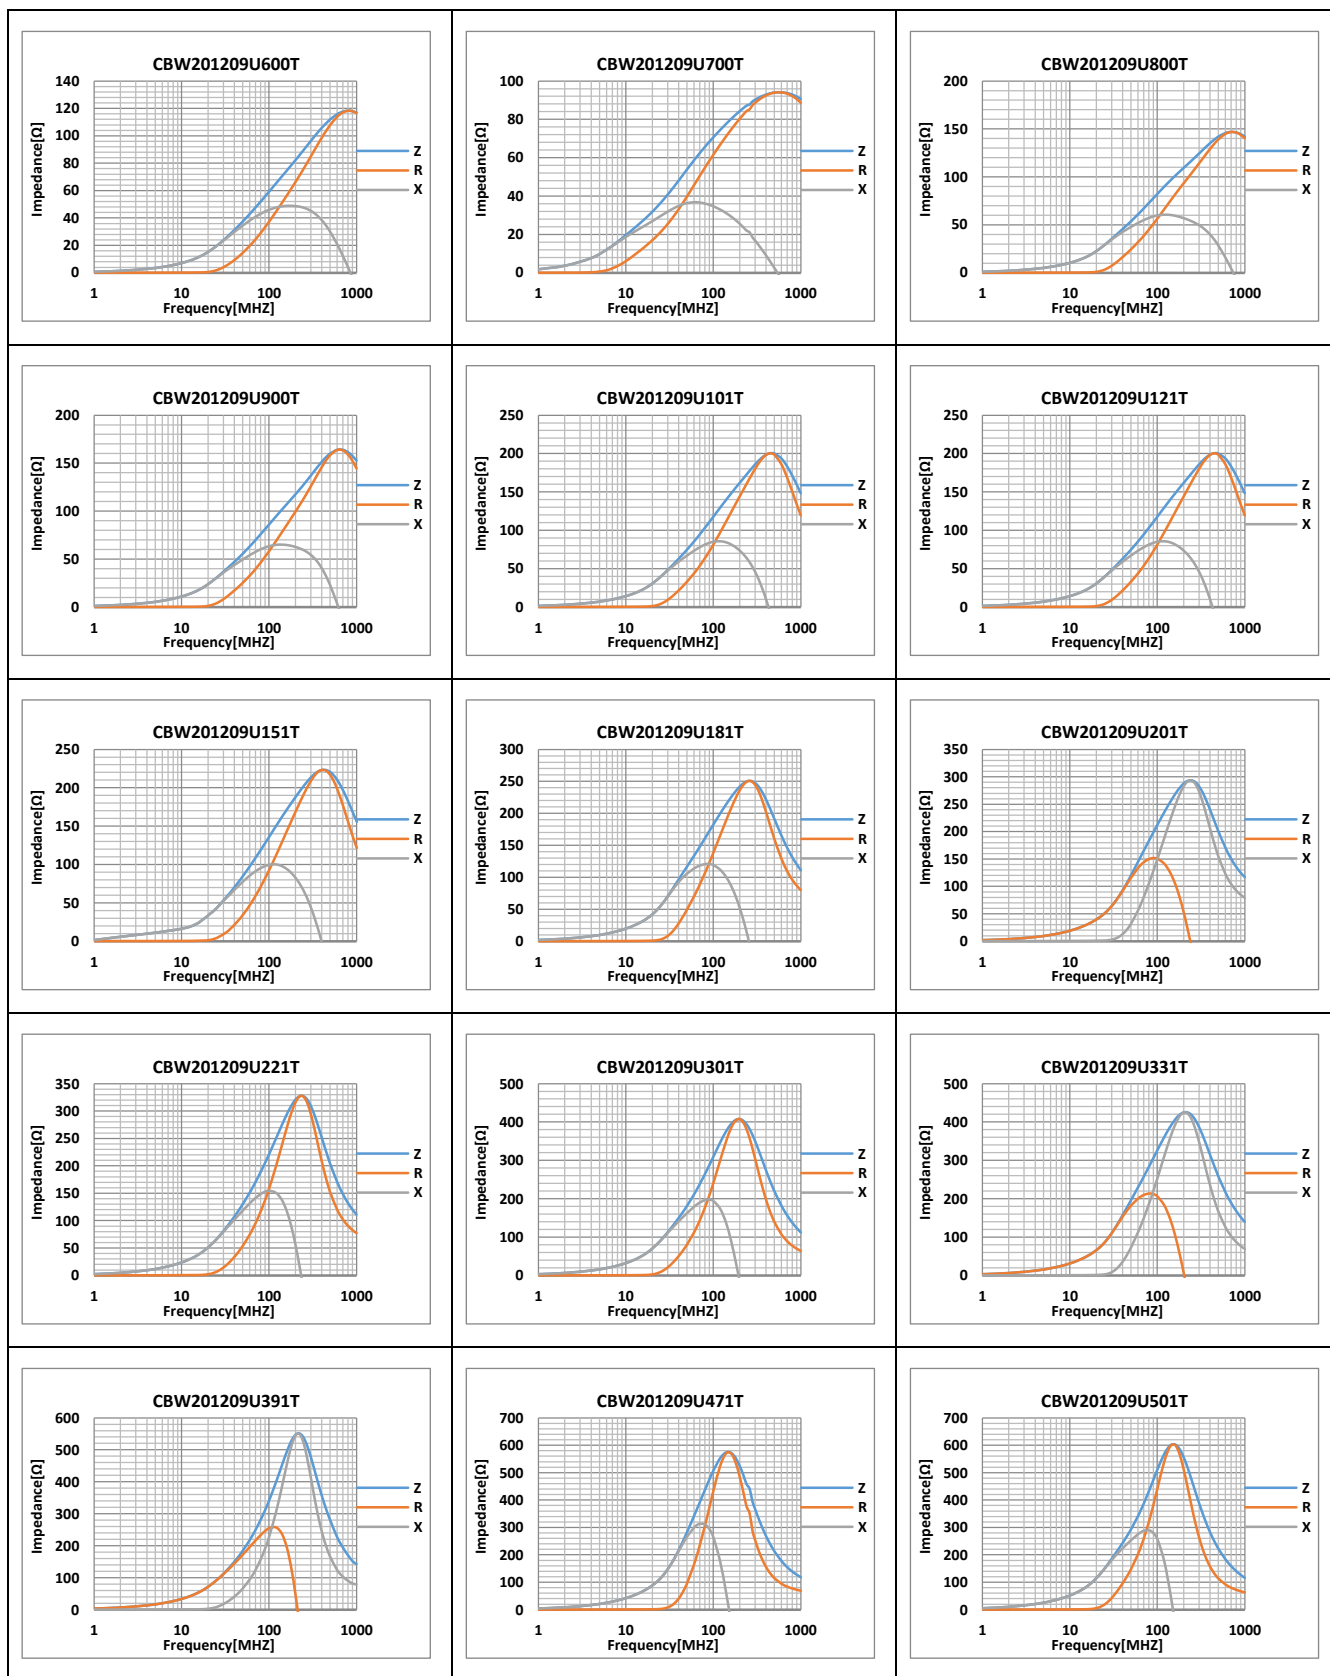 CBW201209U600T
Impedance[Ω]
140
120
100
80
60
40
20
0
1 10 100 1000
Frequency[MHZ]
Z
R
X
CBW201209U700T
Impedance[Ω]
100
80
60
40
20
0
1 10 100 1000
Frequency[MHZ]
Z
R
X
CBW201209U800T
Impedance[Ω]
200
150
100
50
0
1 10 100 1000
Frequency[MHZ]
Z
R
X
CBW201209U900T
Impedance[Ω]
200
150
100
50
0
1 10 100 1000
Frequency[MHZ]
Z
R
X
CBW201209U101T
Impedance[Ω]
250
200
150
100
50
0
1 10 100 1000
Frequency[MHZ]
Z
R
X
CBW201209U121T
Impedance[Ω]
250
200
150
100
50
0
1 10 100 1000
Frequency[MHZ]
Z
R
X
CBW201209U151T
Impedance[Ω]
250
200
150
100
50
0
1 10 100 1000
Frequency[MHZ]
Z
R
X
CBW201209U181T
Impedance[Ω]
300
250
200
150
100
50
0
1 10 100 1000
Frequency[MHZ]
Z
R
X
CBW201209U201T
Impedance[Ω]
350
300
250
200
150
100
50
0
1 10 100 1000
Frequency[MHZ]
Z
R
X
CBW201209U221T
Impedance[Ω]
350
300
250
200
150
100
50
0
1 10 100 1000
Frequency[MHZ]
Z
R
X
CBW201209U301T
Impedance[Ω]
500
400
300
200
100
0
1 10 100 1000
Frequency[MHZ]
Z
R
X
CBW201209U331T
Impedance[Ω]
500
400
300
200
100
0
1 10 100 1000
Frequency[MHZ]
Z
R
X
CBW201209U391T
Impedance[Ω]
600
500
400
300
200
100
0
1 10 100 1000
Frequency[MHZ]
Z
R
X
CBW201209U471T
Impedance[Ω]
700
600
500
400
300
200
100
0
1 10 100 1000
Frequency[MHZ]
Z
R
X
CBW201209U501T
Impedance[Ω]
700
600
500
400
300
200
100
0
1 10 100 1000
Frequency[MHZ]
Z
R
X